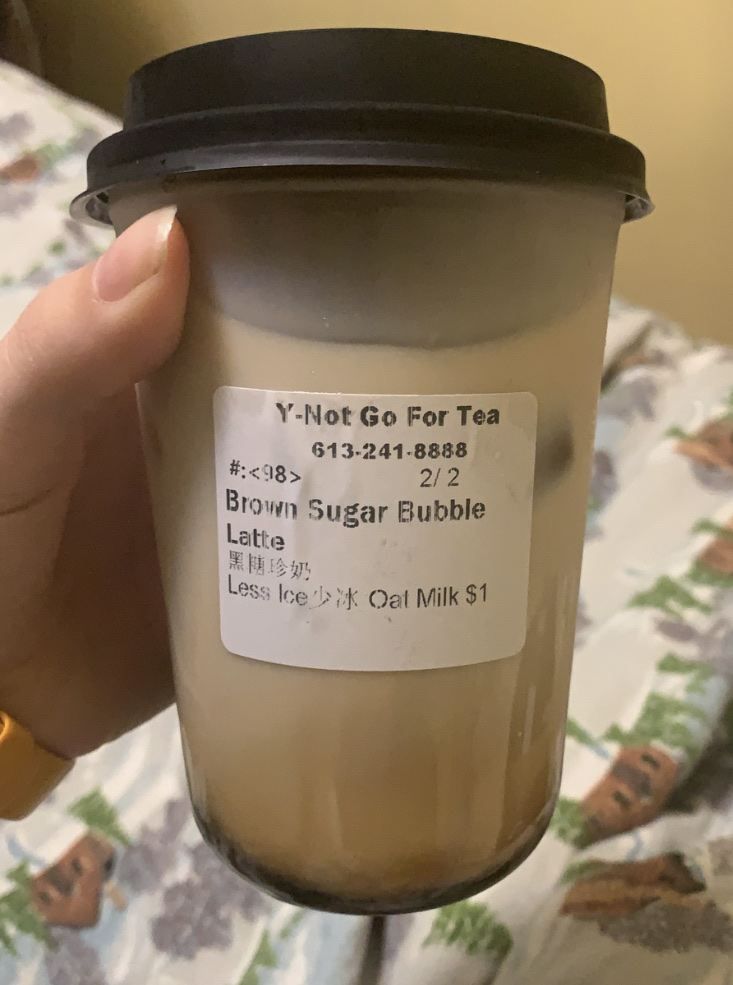 Y-Not Go For Tea
613-241-8888
#:<98> 2/ 2
Brown Sugar Bubble
Latte
黑糖珍奶
Less Ice少冰 Oat Milk $1